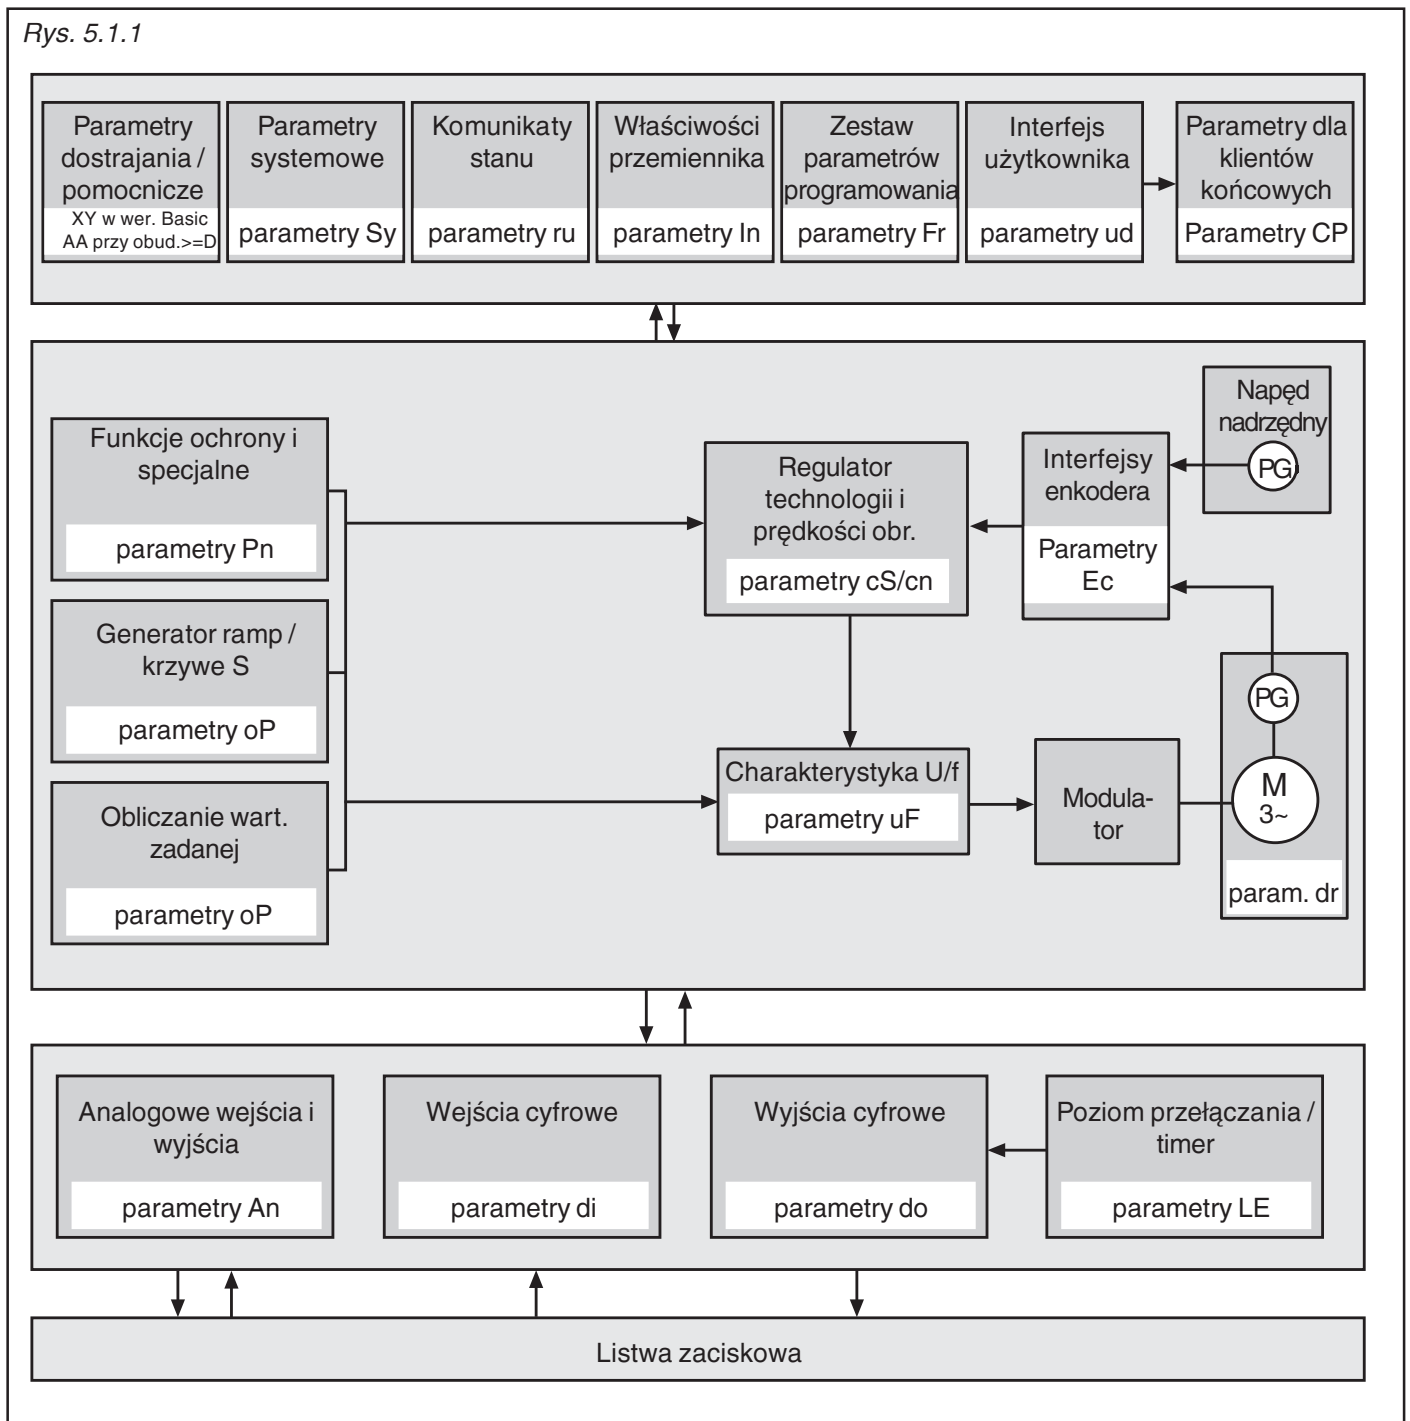 Rys. 5.1.1
Parametry
dostrajania /
pomocnicze
XY w wer. Basic
AA przy obud.>=D
Parametry
systemowe
parametry Sy
Komunikaty
stanu
parametry ru
Właściwości
przemiennika
parametry In
Zestaw
parametrów
programowania
parametry Fr
Interfejs
użytkownika
parametry ud
Parametry dla
klientów
końcowych
Parametry CP
Funkcje ochrony i
specjalne
parametry Pn
Generator ramp /
krzywe S
parametry oP
Obliczanie wart.
zadanej
parametry oP
Regulator
technologii i
prędkości obr.
parametry cS/cn
Interfejsy
enkodera
Parametry
Ec
Napęd
nadrzędny
PG
Charakterystyka U/f
parametry uF
Modula-
tor
PG
M
3~
param. dr
Analogowe wejścia i
wyjścia
parametry An
Wejścia cyfrowe
parametry di
Wyjścia cyfrowe
parametry do
Poziom przełączania /
timer
parametry LE
Listwa zaciskowa